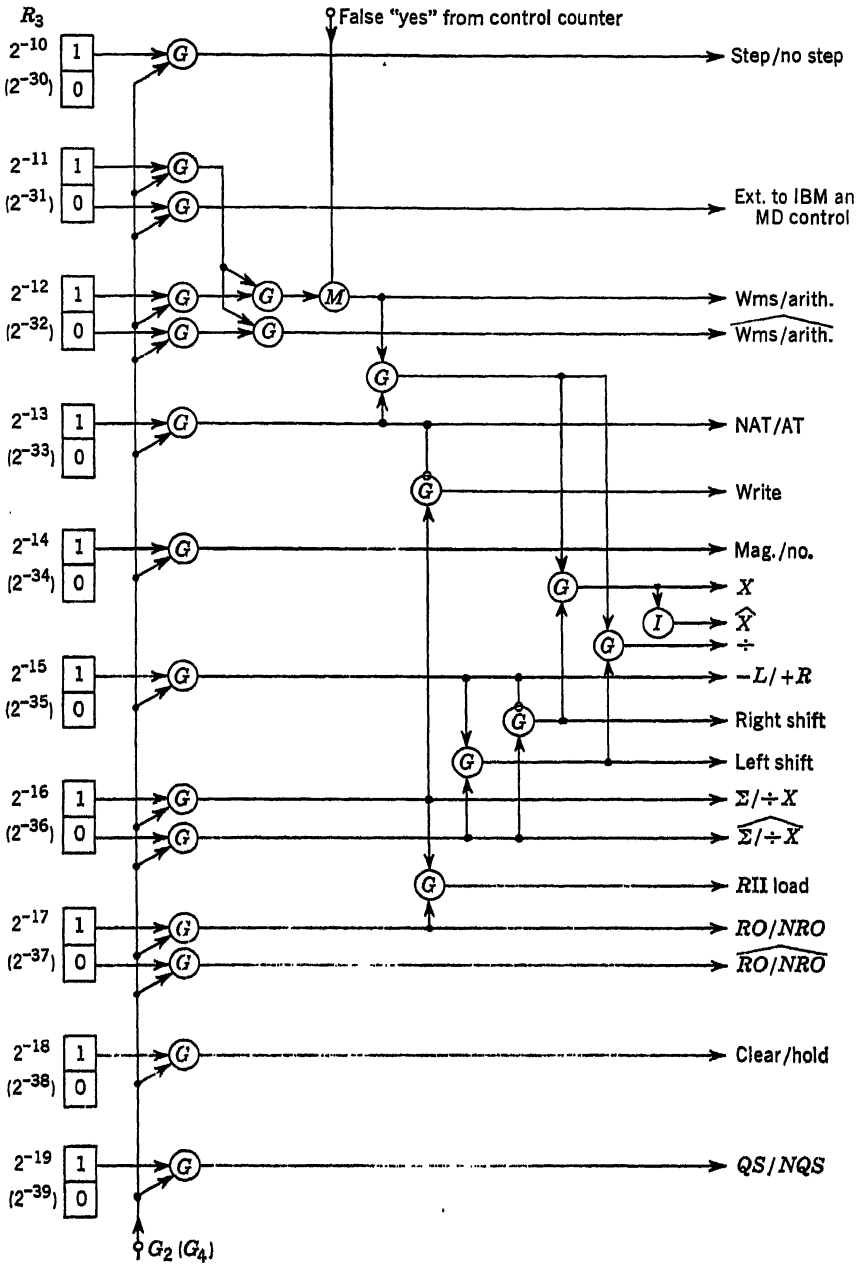 R₃
False "yes" from control counter
2⁻¹⁰ 1 G Step/no step
(2⁻³⁰) 0
2⁻¹¹ 1 G
(2⁻³¹) 0 G Ext. to IBM an
MD control
2⁻¹² 1 G G M Wms/arith.
(2⁻³²) 0 G G Wms/arith.
G
2⁻¹³ 1 G NAT/AT
(2⁻³³) 0
G Write
2⁻¹⁴ 1 G Mag./no.
(2⁻³⁴) 0
G X
I X̂
G ÷
2⁻¹⁵ 1 G −L/+R
(2⁻³⁵) 0
G Right shift
G Left shift
2⁻¹⁶ 1 G Σ/÷X
(2⁻³⁶) 0 G Σ/÷X
G RII load
2⁻¹⁷ 1 G RO/NRO
(2⁻³⁷) 0 G RO/NRO
2⁻¹⁸ 1 G Clear/hold
(2⁻³⁸) 0
2⁻¹⁹ 1 G QS/NQS
(2⁻³⁹) 0
G₂ (G₄)